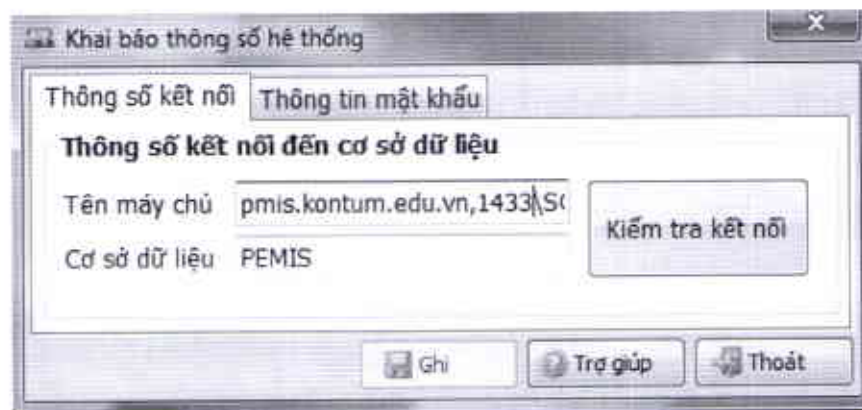 Khai báo thông số hệ thống
Thông số kết nối Thông tin mật khẩu
Thông số kết nối đến cơ sở dữ liệu
Tên máy chủ pmis.kontum.edu.vn,1433\S
Cơ sở dữ liệu PEMIS
Kiểm tra kết nối
Ghi Trợ giúp Thoát